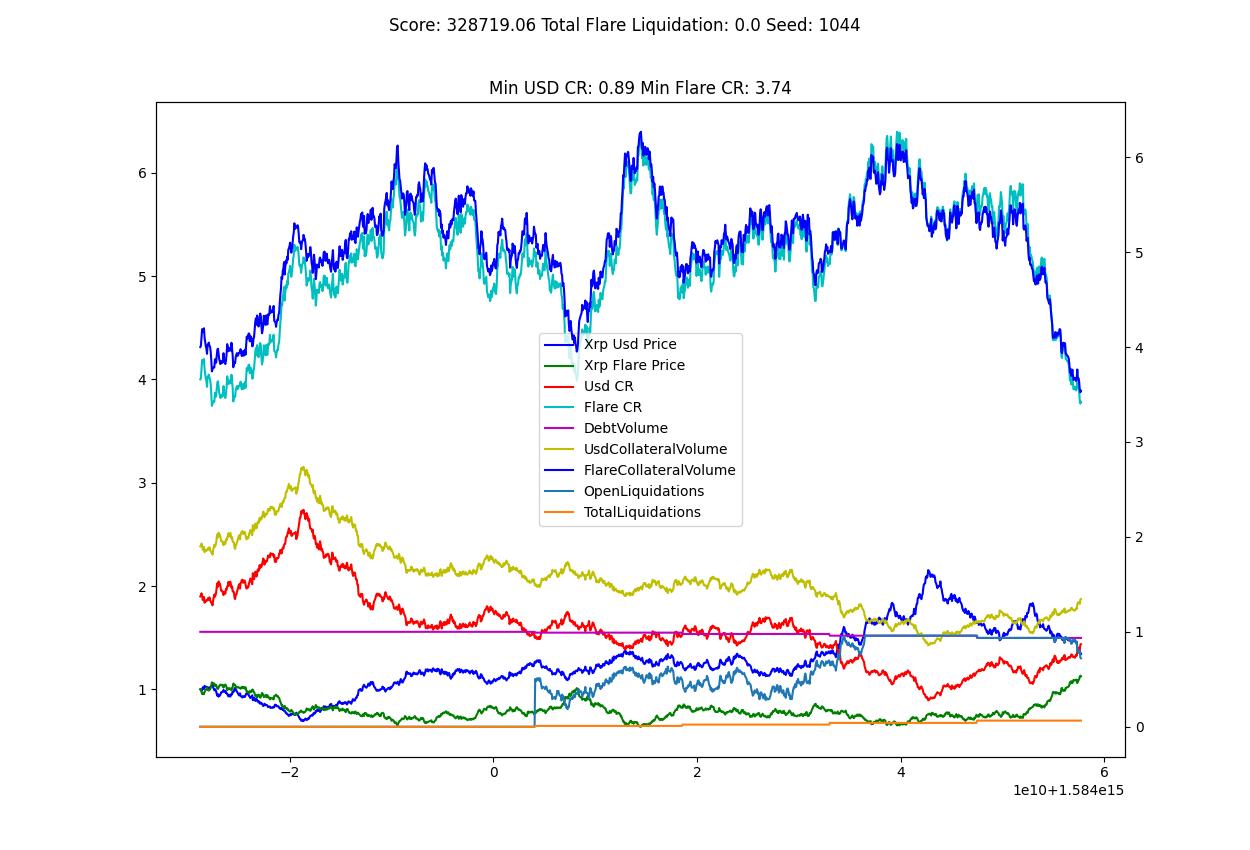 Score: 328719.06 Total Flare Liquidation: 0.0 Seed: 1044
Min USD CR: 0.89 Min Flare CR: 3.74
6
5
4
3
2
1
6
5
4
3
2
1
0
Xrp Usd Price
Xrp Flare Price
Usd CR
Flare CR
DebtVolume
UsdCollateralVolume
FlareCollateralVolume
OpenLiquidations
TotalLiquidations
−2 0 2 4 6
1e10+1.584e15